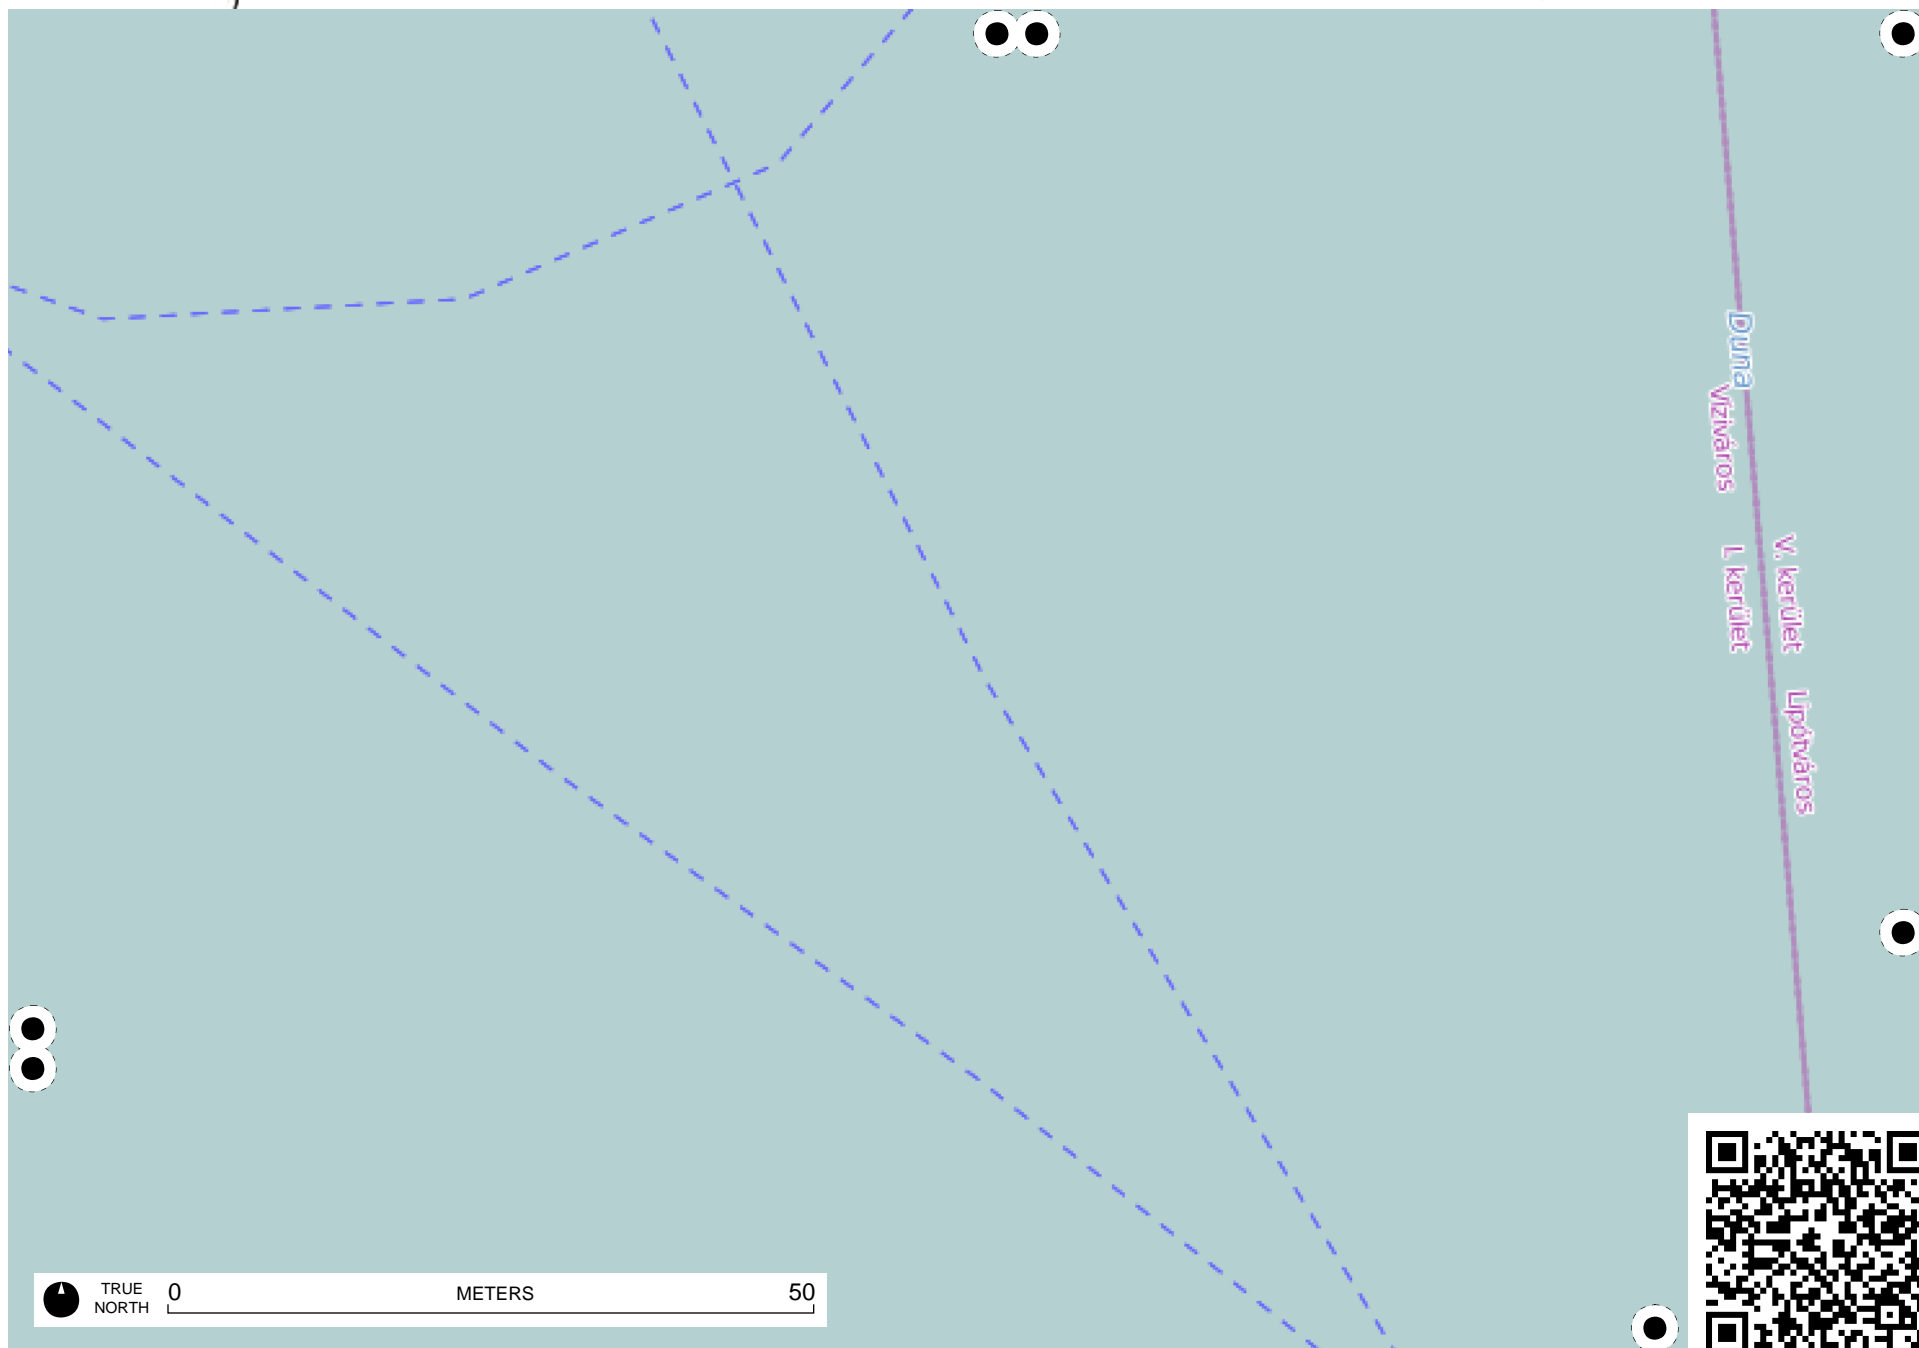 Duna
Víziváros
I. kerület
V. kerület
Lipótváros
TRUE
NORTH
0 METERS 50